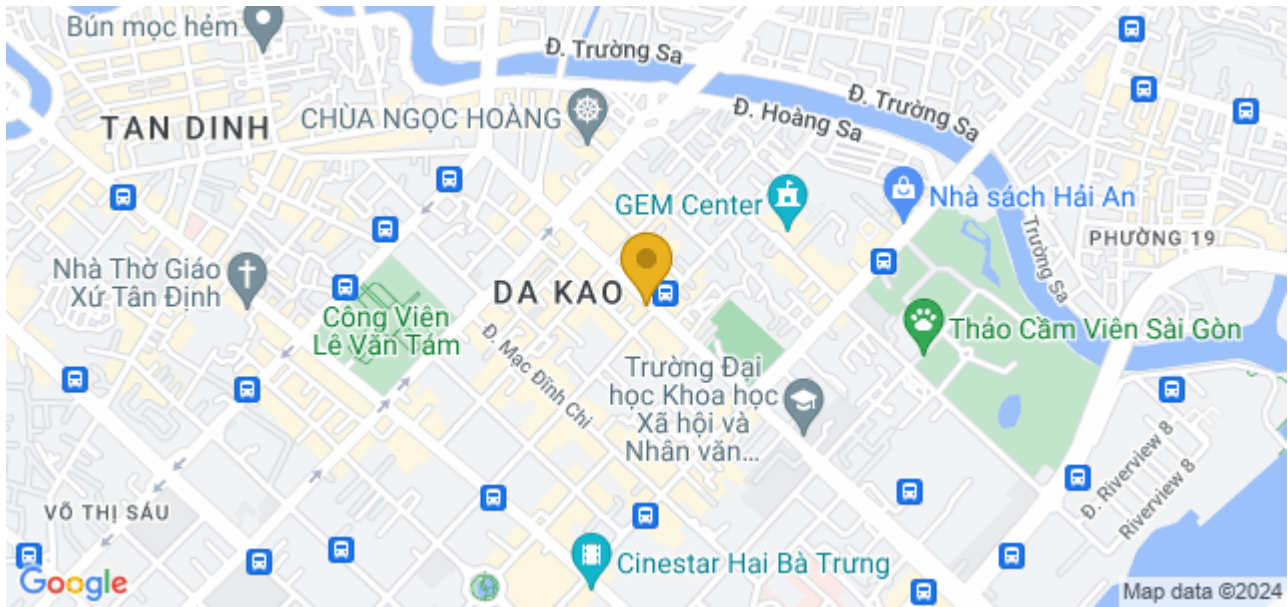 Bún mọc hẻm
Đ. Trường Sa
Đ. Trường Sa
Đ. Hoàng Sa
CHÙA NGỌC HOÀNG
TAN DINH
GEM Center
Nhà sách Hải An
Trường Sa
PHƯỜNG 19
Nhà Thờ Giáo
Xứ Tân Định
DA KAO
Công Viên
Lê Văn Tám
Đ. Mạc Đĩnh Chi
Thảo Cầm Viên Sài Gòn
Trường Đại
học Khoa học
Xã hội và
Nhân văn...
Đ. Riverview 8
Riverview 8
VÕ THỊ SÁU
Cinestar Hai Bà Trưng
Google
Map data ©2024